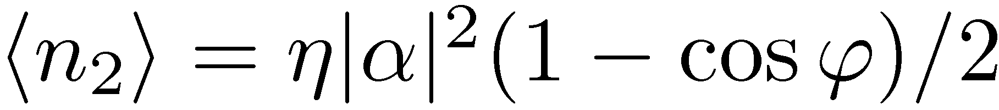 ⟨n₂⟩ = η|α|²(1 − cos φ)/2